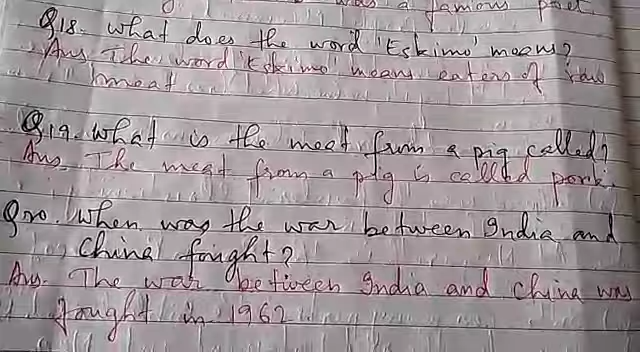 was a famous poet.
Q18. What does the word 'Eskimo' means?
Ans. The word 'Eskimo' means eaters of raw
meat
Q19. What is the meat from a pig called?
Ans. The meat from a pig is called pork.
Q20. When was the war between India and
China faught?
Ans. The war between India and China was
faught in 1962